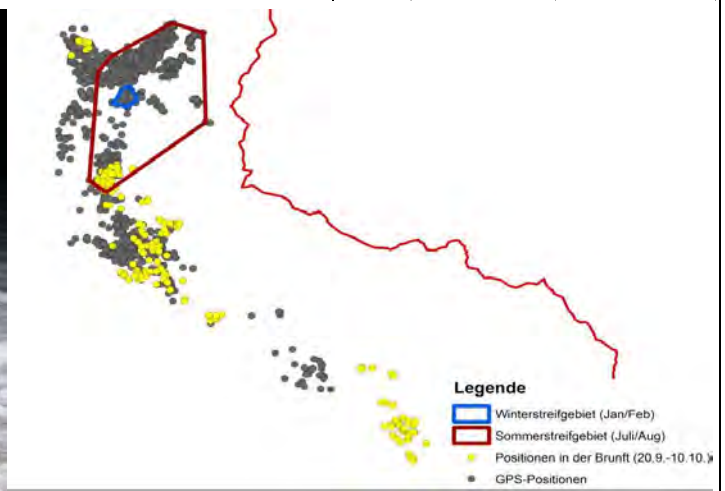 Legende
Winterstreifgebiet (Jan/Feb)
Sommerstreifgebiet (Juli/Aug)
Positionen in der Brunft (20.9.-10.10.)
GPS-Positionen